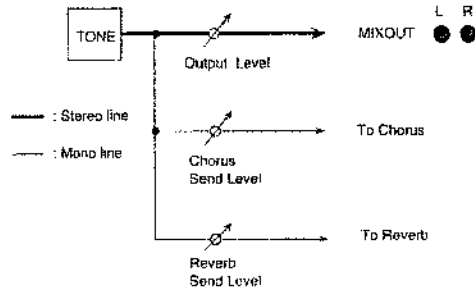 L R
TONE
MIXOUT
Output Level
: Stereo line
To Chorus
: Mono line
Chorus
Send Level
To Reverb
Reverb
Send Level